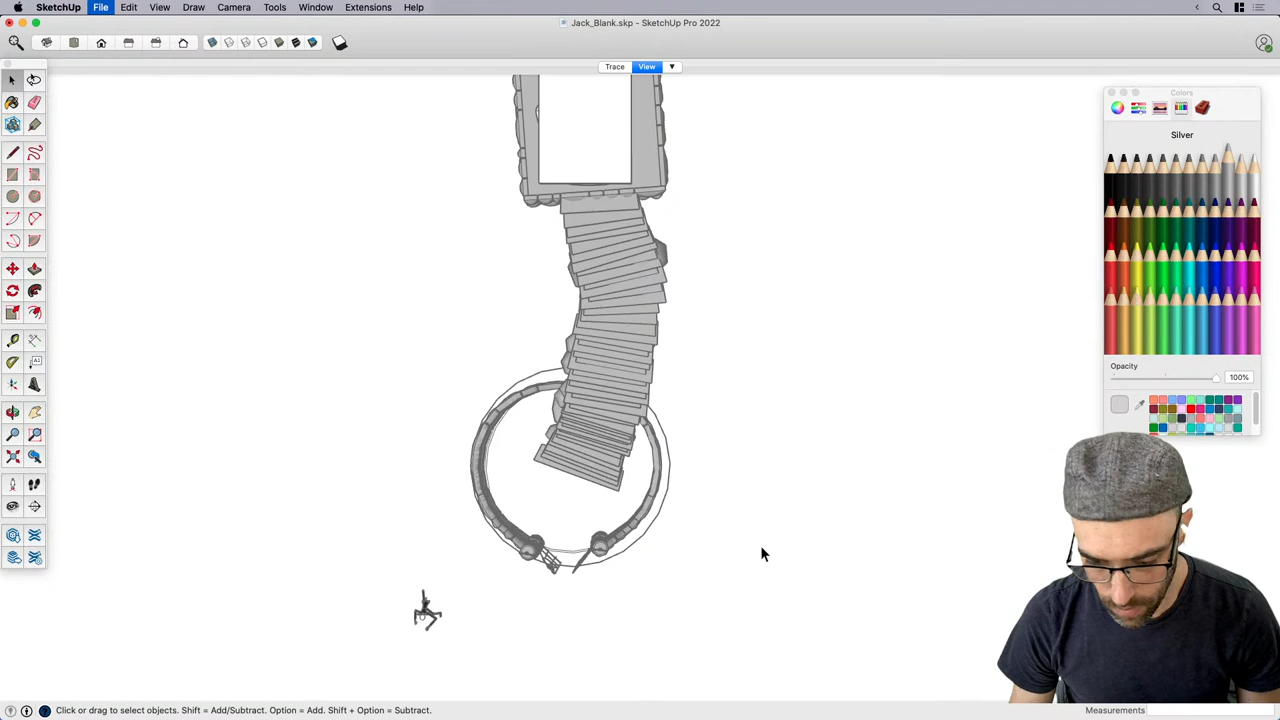 SketchUp File Edit View Draw Camera Tools Window Extensions Help
Jack_Blank.skp - SketchUp Pro 2022
Trace View
Colors
Silver
Opacity
100%
Click or drag to select objects. Shift = Add/Subtract. Option = Add. Shift + Option = Subtract.
Measurements